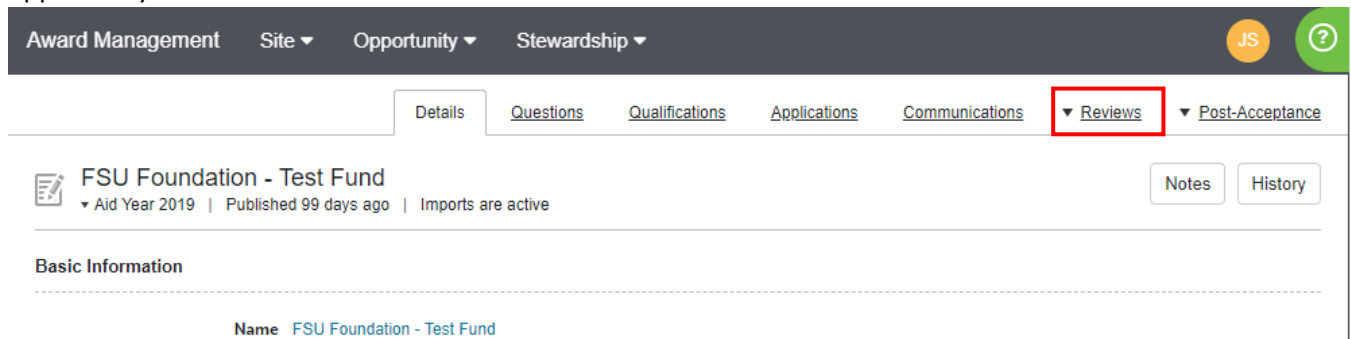 Award Management Site ▾ Opportunity ▾ Stewardship ▾ JS ?
Details Questions Qualifications Applications Communications ▾ Reviews ▾ Post-Acceptance
FSU Foundation - Test Fund Notes History
▾ Aid Year 2019 | Published 99 days ago | Imports are active
Basic Information
Name FSU Foundation - Test Fund